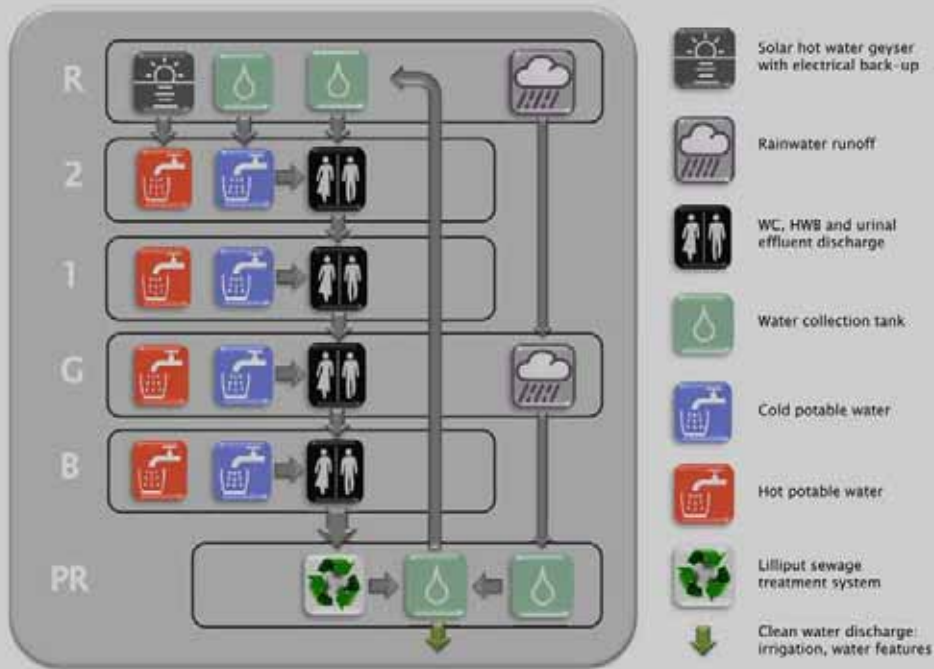 R
2
1
G
B
PR
Solar hot water geyser
with electrical back-up
Rainwater runoff
WC, HWB and urinal
effluent discharge
Water collection tank
Cold potable water
Hot potable water
Lilliput sewage
treatment system
Clean water discharge:
irrigation, water features